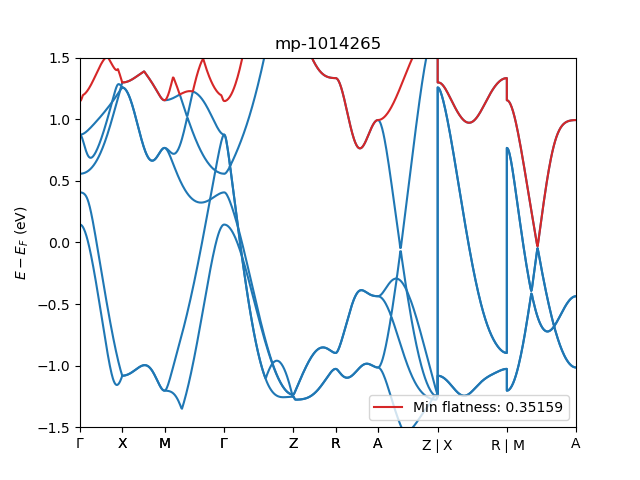 mp-1014265
1.5
1.0
0.5
0.0
−0.5
−1.0
−1.5
E − E_F (eV)
Min flatness: 0.35159
Γ X M Γ Z R A Z | X R | M A